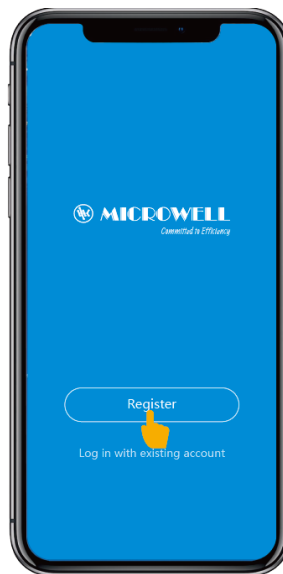 MICROWELL
Committed to Efficiency
Register
Log in with existing account